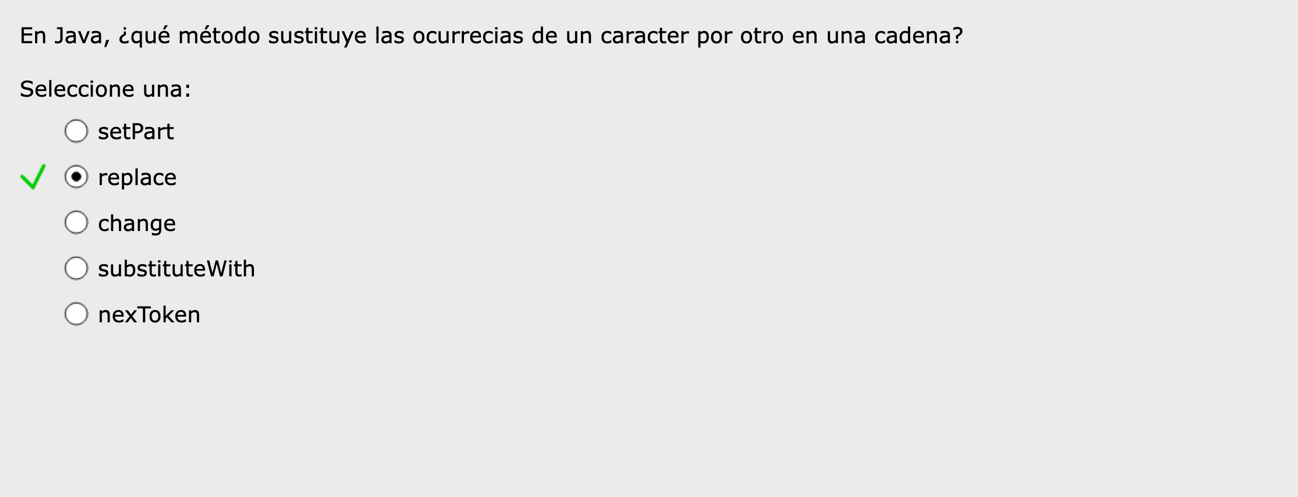 En Java, ¿qué método sustituye las ocurrecias de un caracter por otro en una cadena?
Seleccione una:
setPart
replace
change
substituteWith
nexToken